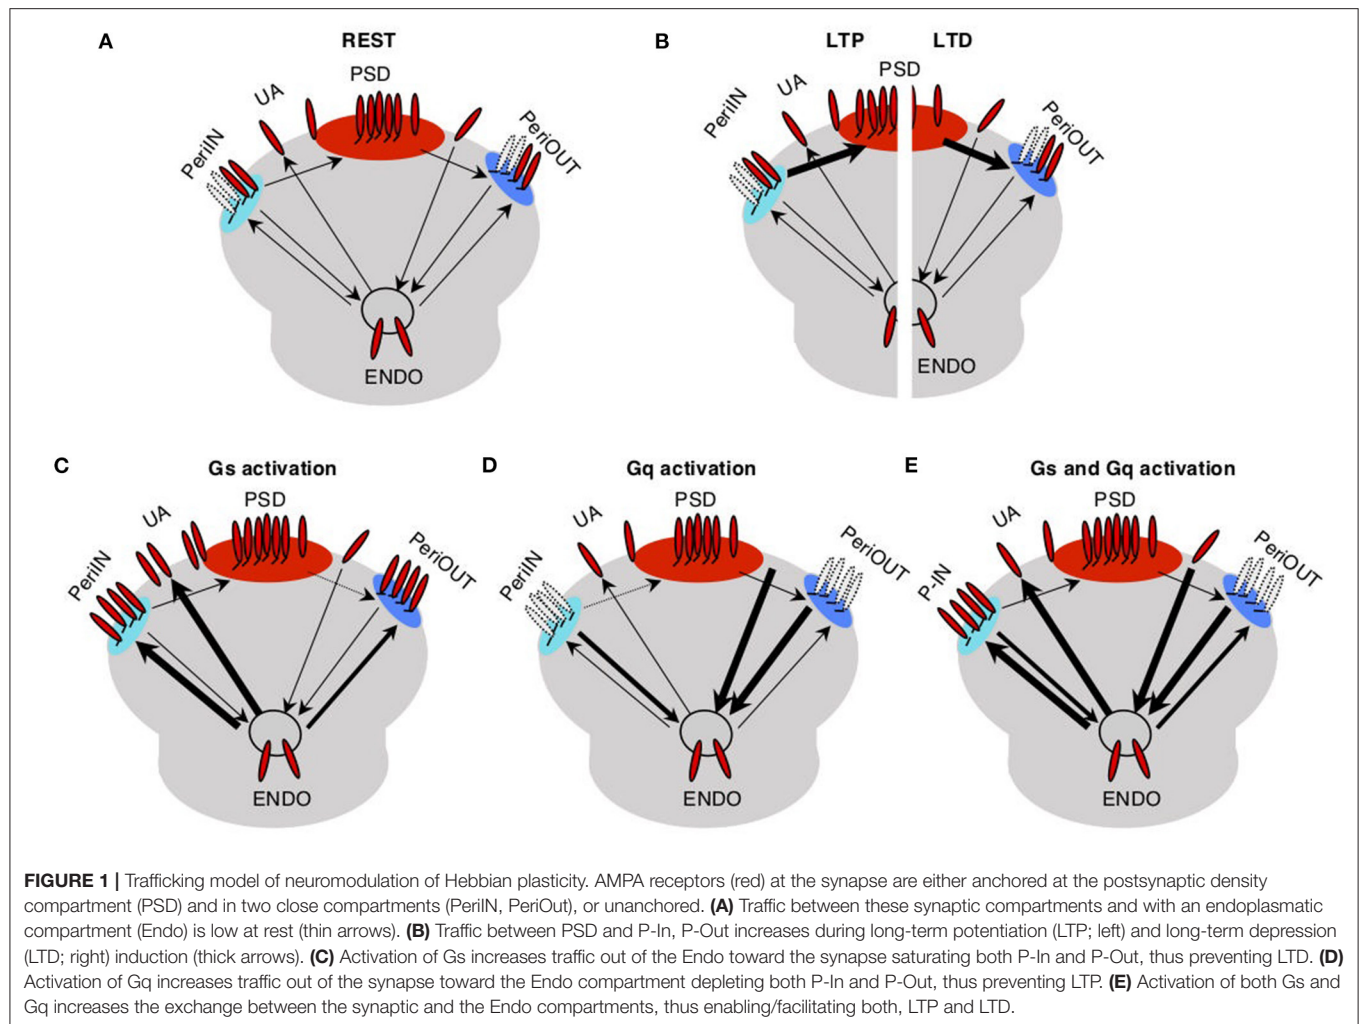 A
REST
PSD
UA
PeriIN
PeriOUT
ENDO
B
LTP
LTD
PSD
UA
PeriIN
PeriOUT
ENDO
C
Gs activation
PSD
UA
PeriIN
PeriOUT
ENDO
D
Gq activation
PSD
UA
PeriIN
PeriOUT
ENDO
E
Gs and Gq activation
PSD
UA
P-IN
PeriOUT
ENDO
FIGURE 1 | Trafficking model of neuromodulation of Hebbian plasticity. AMPA receptors (red) at the synapse are either anchored at the postsynaptic density
compartment (PSD) and in two close compartments (PeriIN, PeriOut), or unanchored. (A) Traffic between these synaptic compartments and with an endoplasmatic
compartment (Endo) is low at rest (thin arrows). (B) Traffic between PSD and P-In, P-Out increases during long-term potentiation (LTP; left) and long-term depression
(LTD; right) induction (thick arrows). (C) Activation of Gs increases traffic out of the Endo toward the synapse saturating both P-In and P-Out, thus preventing LTD. (D)
Activation of Gq increases traffic out of the synapse toward the Endo compartment depleting both P-In and P-Out, thus preventing LTP. (E) Activation of both Gs and
Gq increases the exchange between the synaptic and the Endo compartments, thus enabling/facilitating both, LTP and LTD.